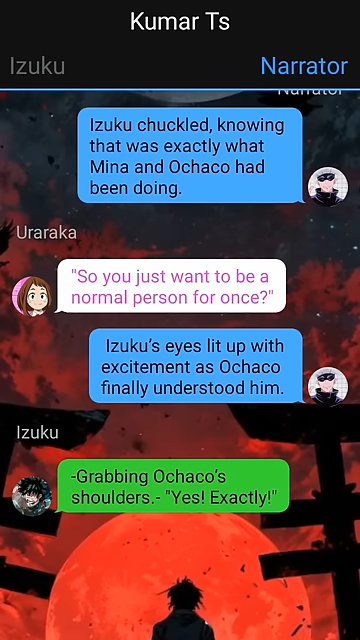 Kumar Ts
Izuku
Narrator
Narrator
Izuku chuckled, knowing
that was exactly what
Mina and Ochaco had
been doing.
Uraraka
"So you just want to be a
normal person for once?"
Izuku's eyes lit up with
excitement as Ochaco
finally understood him.
Izuku
-Grabbing Ochaco's
shoulders.- "Yes! Exactly!"